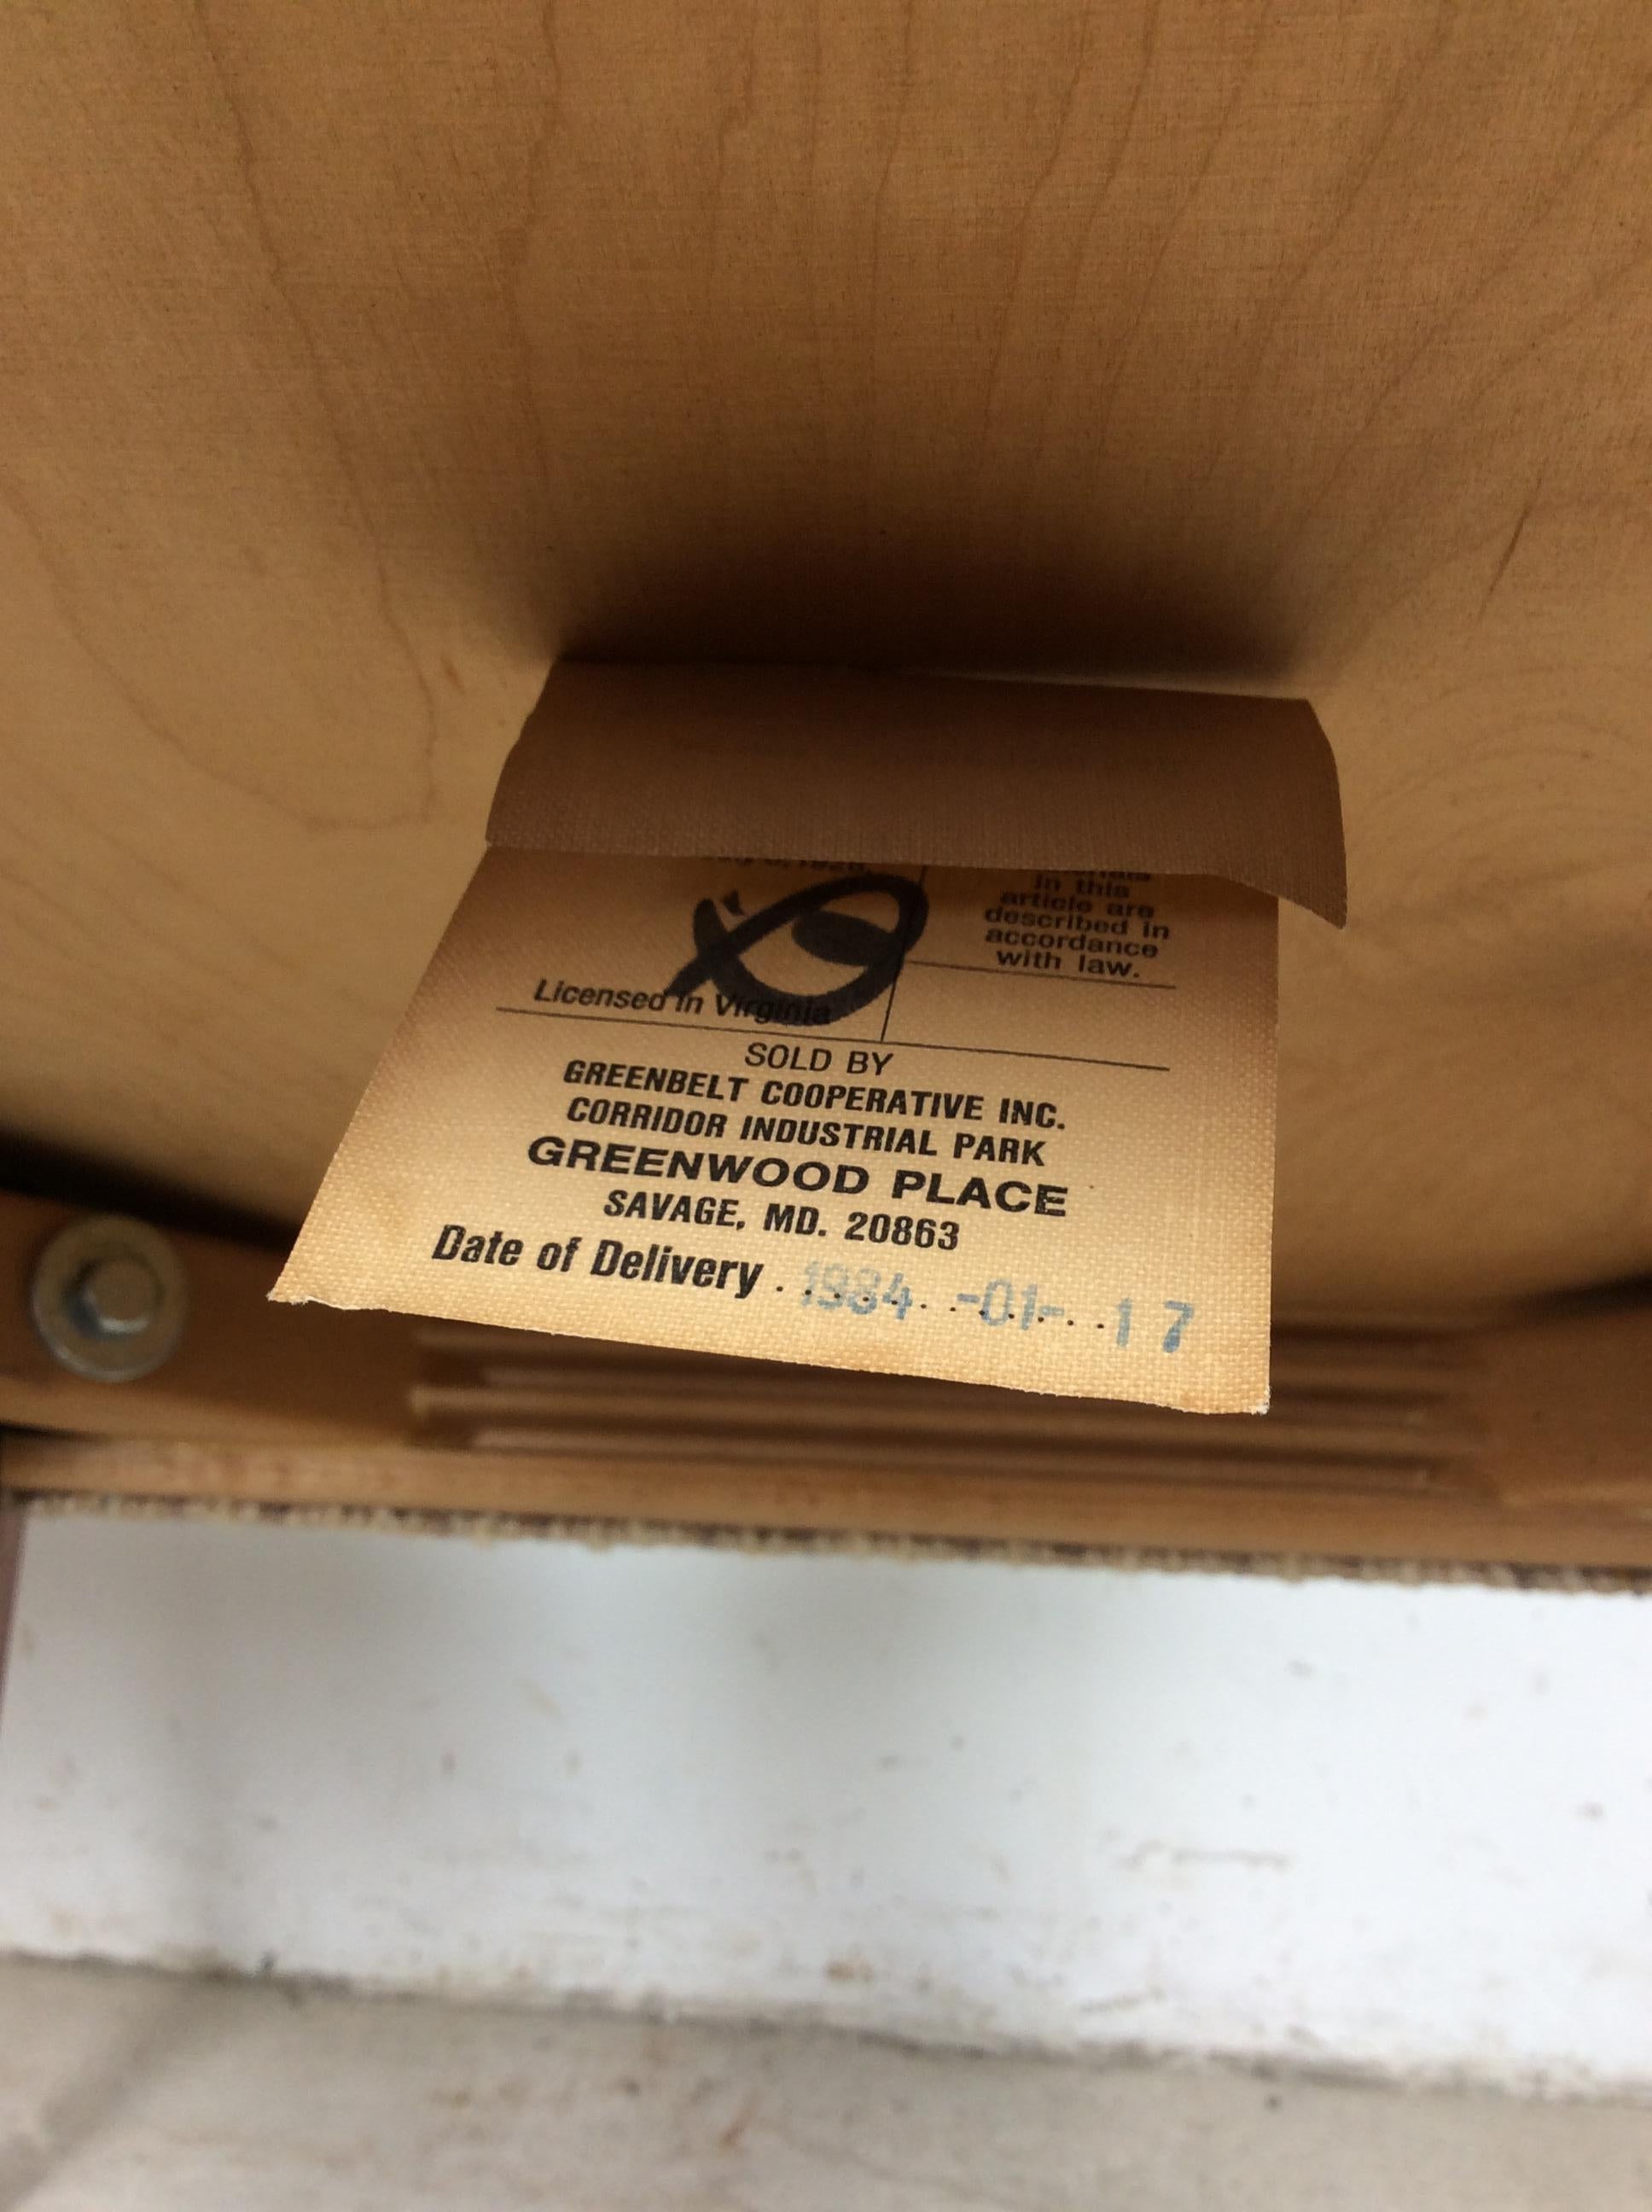 in this
article are
described in
accordance
with law.
Licensed in Virginia
SOLD BY
GREENBELT COOPERATIVE INC.
CORRIDOR INDUSTRIAL PARK
GREENWOOD PLACE
SAVAGE, MD. 20863
Date of Delivery . 1984 -01- 17